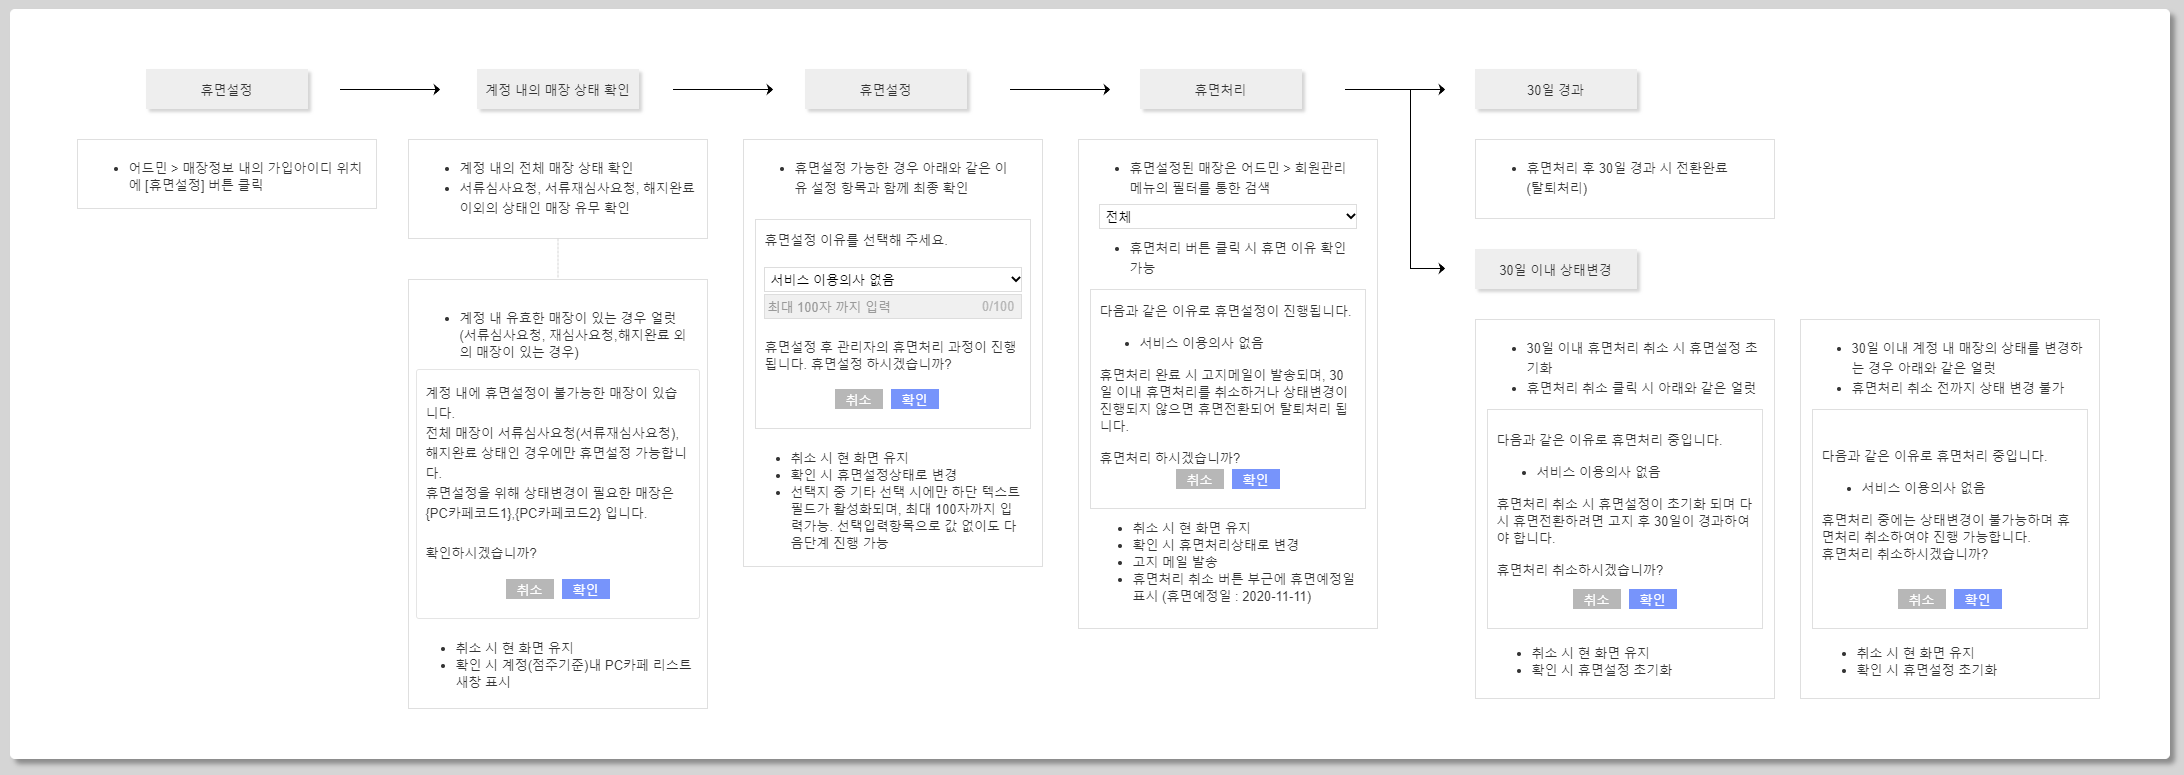 휴면설정
계정 내의 매장 상태 확인
휴면설정
휴면처리
30일 경과
어드민 > 매장정보 내의 가입아이디 위치
에 [휴면설정] 버튼 클릭
계정 내의 전체 매장 상태 확인
서류심사요청, 서류재심사요청, 해지완료
이외의 상태인 매장 유무 확인
계정 내 유효한 매장이 있는 경우 얼럿
(서류심사요청, 재심사요청,해지완료 외
의 매장이 있는 경우)
계정 내에 휴면설정이 불가능한 매장이 있습
니다.
전체 매장이 서류심사요청(서류재심사요청),
해지완료 상태인 경우에만 휴면설정 가능합니
다.
휴면설정을 위해 상태변경이 필요한 매장은
{PC카페코드1},{PC카페코드2} 입니다.
확인하시겠습니까?
취소
확인
취소 시 현 화면 유지
확인 시 계정(점주기준)내 PC카페 리스트
새창 표시
휴면설정 가능한 경우 아래와 같은 이
유 설정 항목과 함께 최종 확인
휴면설정 이유를 선택해 주세요.
서비스 이용의사 없음
최대 100자 까지 입력
0/100
휴면설정 후 관리자의 휴면처리 과정이 진행
됩니다. 휴면설정 하시겠습니까?
취소
확인
취소 시 현 화면 유지
확인 시 휴면설정상태로 변경
선택지 중 기타 선택 시에만 하단 텍스트
필드가 활성화되며, 최대 100자까지 입
력가능. 선택입력항목으로 값 없이도 다
음단계 진행 가능
휴면설정된 매장은 어드민 > 회원관리
메뉴의 필터를 통한 검색
전체
휴면처리 버튼 클릭 시 휴면 이유 확인
가능
다음과 같은 이유로 휴면설정이 진행됩니다.
서비스 이용의사 없음
휴면처리 완료 시 고지메일이 발송되며, 30
일 이내 휴면처리를 취소하거나 상태변경이
진행되지 않으면 휴면전환되어 탈퇴처리 됩
니다.
휴면처리 하시겠습니까?
취소
확인
취소 시 현 화면 유지
확인 시 휴면처리상태로 변경
고지 메일 발송
휴면처리 취소 버튼 부근에 휴면예정일
표시 (휴면예정일 : 2020-11-11)
휴면처리 후 30일 경과 시 전환완료
(탈퇴처리)
30일 이내 상태변경
30일 이내 휴면처리 취소 시 휴면설정 초
기화
휴면처리 취소 클릭 시 아래와 같은 얼럿
다음과 같은 이유로 휴면처리 중입니다.
서비스 이용의사 없음
휴면처리 취소 시 휴면설정이 초기화 되며 다
시 휴면전환하려면 고지 후 30일이 경과하여
야 합니다.
휴면처리 취소하시겠습니까?
취소
확인
취소 시 현 화면 유지
확인 시 휴면설정 초기화
30일 이내 계정 내 매장의 상태를 변경하
는 경우 아래와 같은 얼럿
휴면처리 취소 전까지 상태 변경 불가
다음과 같은 이유로 휴면처리 중입니다.
서비스 이용의사 없음
휴면처리 중에는 상태변경이 불가능하며 휴
면처리 취소하여야 진행 가능합니다.
휴면처리 취소하시겠습니까?
취소
확인
취소 시 현 화면 유지
확인 시 휴면설정 초기화